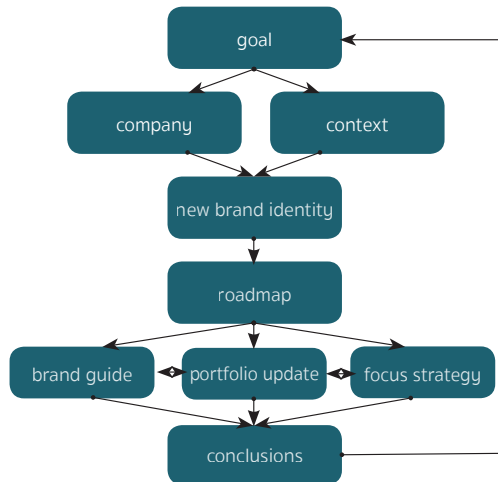 goal
company
context
new brand identity
roadmap
brand guide
portfolio update
focus strategy
conclusions